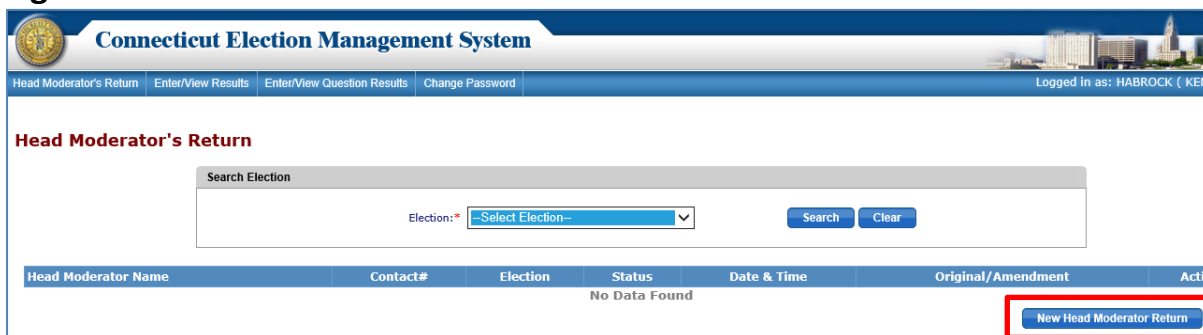 Connecticut Election Management System
Head Moderator's Return Enter/View Results Enter/View Question Results Change Password Logged in as: HABROCK ( KE
Head Moderator's Return
Search Election
Election:* --Select Election-- Search Clear
Head Moderator Name Contact# Election Status Date & Time Original/Amendment Acti
No Data Found
New Head Moderator Return